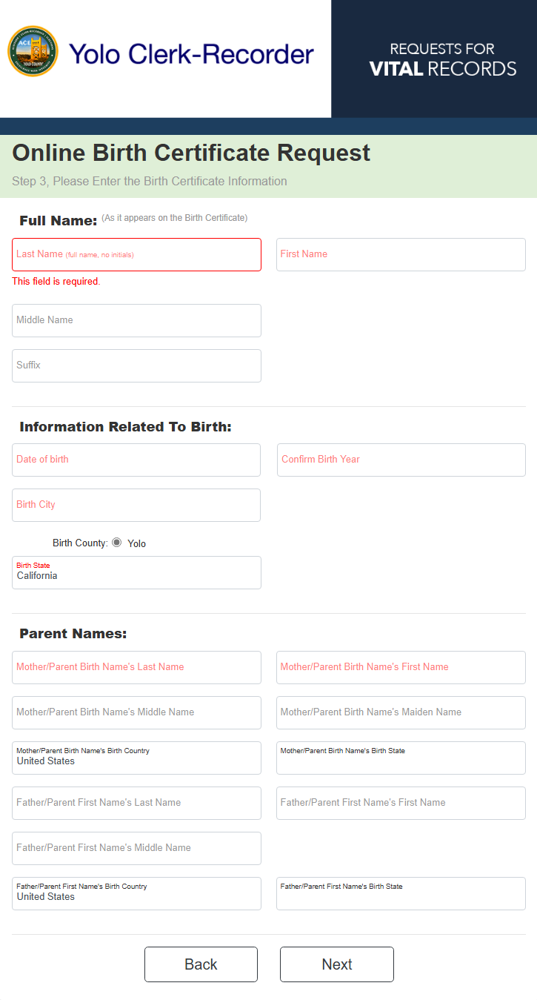 ACE
YOLO COUNTY
Yolo Clerk-Recorder
REQUESTS FOR
VITAL RECORDS
Online Birth Certificate Request
Step 3, Please Enter the Birth Certificate Information
Full Name: (As it appears on the Birth Certificate)
Last Name (full name, no initials)
First Name
This field is required.
Middle Name
Suffix
Information Related To Birth:
Date of birth
Confirm Birth Year
Birth City
Birth County: Yolo
Birth State
California
Parent Names:
Mother/Parent Birth Name's Last Name
Mother/Parent Birth Name's First Name
Mother/Parent Birth Name's Middle Name
Mother/Parent Birth Name's Maiden Name
Mother/Parent Birth Name's Birth Country
United States
Mother/Parent Birth Name's Birth State
Father/Parent First Name's Last Name
Father/Parent First Name's First Name
Father/Parent First Name's Middle Name
Father/Parent First Name's Birth Country
United States
Father/Parent First Name's Birth State
Back
Next